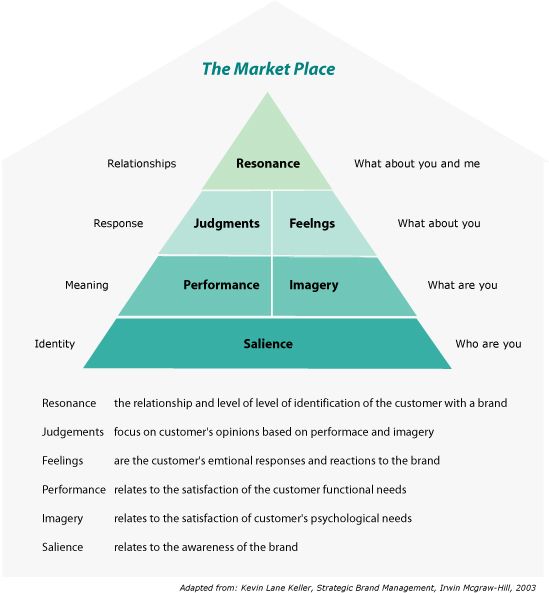 The Market Place
Relationships Resonance What about you and me
Response Judgments Feelngs What about you
Meaning Performance Imagery What are you
Identity Salience Who are you
Resonance the relationship and level of level of identification of the customer with a brand
Judgements focus on customer's opinions based on performace and imagery
Feelings are the customer's emtional responses and reactions to the brand
Performance relates to the satisfaction of the customer functional needs
Imagery relates to the satisfaction of customer's psychological needs
Salience relates to the awareness of the brand
Adapted from: Kevin Lane Keller, Strategic Brand Management, Irwin Mcgraw-Hill, 2003